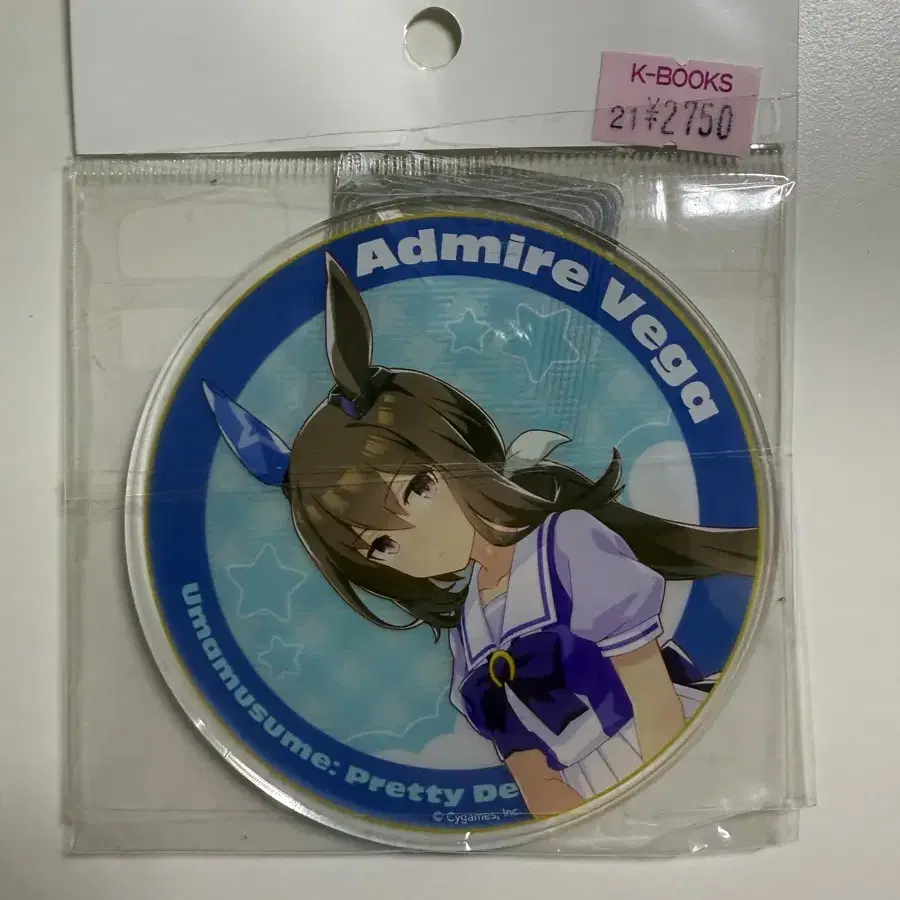 K-BOOKS
21 ¥2750
Admire Vega
Umamusume: Pretty De
© Cygames, Inc.